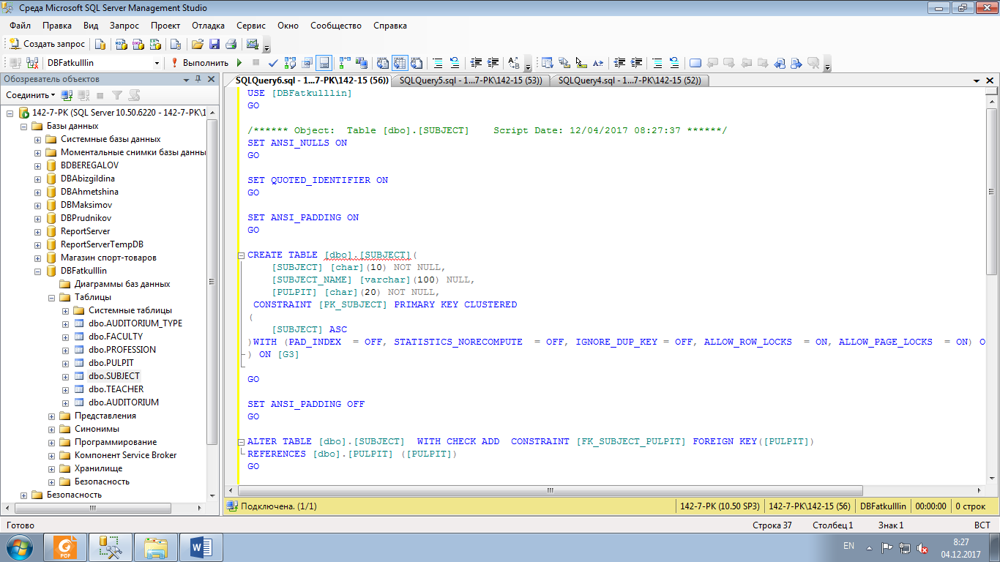 Среда Microsoft SQL Server Management Studio
Файл Правка Вид Запрос Проект Отладка Сервис Окно Сообщество Справка
Создать запрос
DBFatkulllin Выполнить
Обозреватель объектов
Соединить
142-7-PK (SQL Server 10.50.6220 - 142-7-PK\1
Базы данных
Системные базы данных
Моментальные снимки базы данны
BDBEREGALOV
DBAbizgildina
DBAhmetshina
DBMaksimov
DBPrudnikov
ReportServer
ReportServerTempDB
Магазин спорт-товаров
DBFatkulllin
Диаграммы баз данных
Таблицы
Системные таблицы
dbo.AUDITORIUM_TYPE
dbo.FACULTY
dbo.PROFESSION
dbo.PULPIT
dbo.SUBJECT
dbo.TEACHER
dbo.AUDITORIUM
Представления
Синонимы
Программирование
Компонент Service Broker
Хранилище
Безопасность
Безопасность
SQLQuery6.sql - 1...7-PK\142-15 (56)) SQLQuery5.sql - 1...7-PK\142-15 (53)) SQLQuery4.sql - 1...7-PK\142-15 (52))
USE [DBFatkulllin]
GO
/****** Object:  Table [dbo].[SUBJECT]    Script Date: 12/04/2017 08:27:37 ******/
SET ANSI_NULLS ON
GO
SET QUOTED_IDENTIFIER ON
GO
SET ANSI_PADDING ON
GO
CREATE TABLE [dbo].[SUBJECT](
[SUBJECT] [char](10) NOT NULL,
[SUBJECT_NAME] [varchar](100) NULL,
[PULPIT] [char](20) NOT NULL,
CONSTRAINT [PK_SUBJECT] PRIMARY KEY CLUSTERED
(
[SUBJECT] ASC
)WITH (PAD_INDEX  = OFF, STATISTICS_NORECOMPUTE  = OFF, IGNORE_DUP_KEY = OFF, ALLOW_ROW_LOCKS  = ON, ALLOW_PAGE_LOCKS  = ON) O
) ON [G3]
GO
SET ANSI_PADDING OFF
GO
ALTER TABLE [dbo].[SUBJECT]  WITH CHECK ADD  CONSTRAINT [FK_SUBJECT_PULPIT] FOREIGN KEY([PULPIT])
REFERENCES [dbo].[PULPIT] ([PULPIT])
GO
Подключена. (1/1) 142-7-PK (10.50 SP3) 142-7-PK\142-15 (56) DBFatkulllin 00:00:00 0 строк
Готово Строка 37 Столбец 1 Знак 1 ВСТ
PDF EN 8:27
04.12.2017